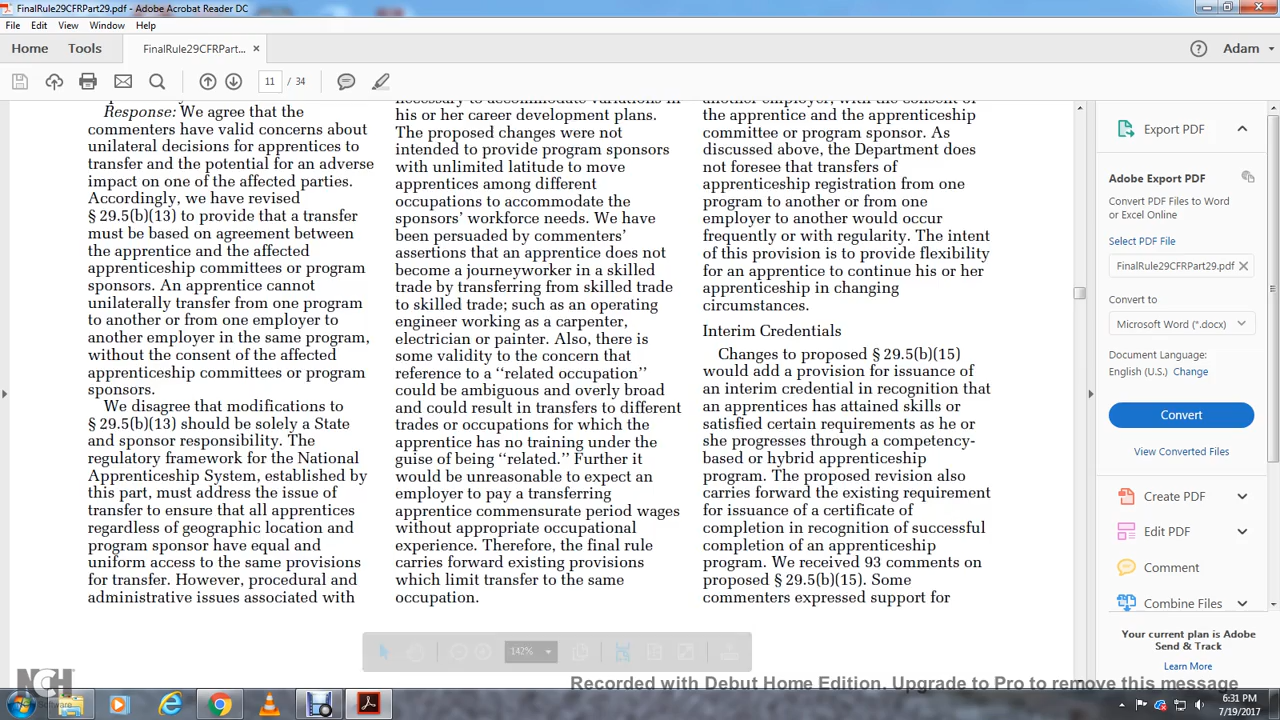 FinalRule29CFRPart29.pdf - Adobe Acrobat Reader DC
File Edit View Window Help
Home Tools FinalRule29CFRPart... ×
Adam
11 / 34
Response: We agree that the
commenters have valid concerns about
unilateral decisions for apprentices to
transfer and the potential for an adverse
impact on one of the affected parties.
Accordingly, we have revised
§ 29.5(b)(13) to provide that a transfer
must be based on agreement between
the apprentice and the affected
apprenticeship committees or program
sponsors. An apprentice cannot
unilaterally transfer from one program
to another or from one employer to
another employer in the same program,
without the consent of the affected
apprenticeship committees or program
sponsors.
We disagree that modifications to
§ 29.5(b)(13) should be solely a State
and sponsor responsibility. The
regulatory framework for the National
Apprenticeship System, established by
this part, must address the issue of
transfer to ensure that all apprentices
regardless of geographic location and
program sponsor have equal and
uniform access to the same provisions
for transfer. However, procedural and
administrative issues associated with
necessary to accommodate variations in
his or her career development plans.
The proposed changes were not
intended to provide program sponsors
with unlimited latitude to move
apprentices among different
occupations to accommodate the
sponsors’ workforce needs. We have
been persuaded by commenters’
assertions that an apprentice does not
become a journeyworker in a skilled
trade by transferring from skilled trade
to skilled trade; such as an operating
engineer working as a carpenter,
electrician or painter. Also, there is
some validity to the concern that
reference to a ‘‘related occupation’’
could be ambiguous and overly broad
and could result in transfers to different
trades or occupations for which the
apprentice has no training under the
guise of being ‘‘related.’’ Further it
would be unreasonable to expect an
employer to pay a transferring
apprentice commensurate period wages
without appropriate occupational
experience. Therefore, the final rule
carries forward existing provisions
which limit transfer to the same
occupation.
another employer, with the consent of
the apprentice and the apprenticeship
committee or program sponsor. As
discussed above, the Department does
not foresee that transfers of
apprenticeship registration from one
program to another or from one
employer to another would occur
frequently or with regularity. The intent
of this provision is to provide flexibility
for an apprentice to continue his or her
apprenticeship in changing
circumstances.
Interim Credentials
Changes to proposed § 29.5(b)(15)
would add a provision for issuance of
an interim credential in recognition that
an apprentices has attained skills or
satisfied certain requirements as he or
she progresses through a competency-
based or hybrid apprenticeship
program. The proposed revision also
carries forward the existing requirement
for issuance of a certificate of
completion in recognition of successful
completion of an apprenticeship
program. We received 93 comments on
proposed § 29.5(b)(15). Some
commenters expressed support for
Export PDF
Adobe Export PDF
Convert PDF Files to Word
or Excel Online
Select PDF File
FinalRule29CFRPart29.pdf ×
Convert to
Microsoft Word (*.docx)
Document Language:
English (U.S.) Change
Convert
View Converted Files
Create PDF
Edit PDF
Comment
Combine Files
Your current plan is Adobe
Send & Track
Learn More
142%
NCH
Software
Recorded with Debut Home Edition. Upgrade to Pro to remove this message
6:31 PM
7/19/2017